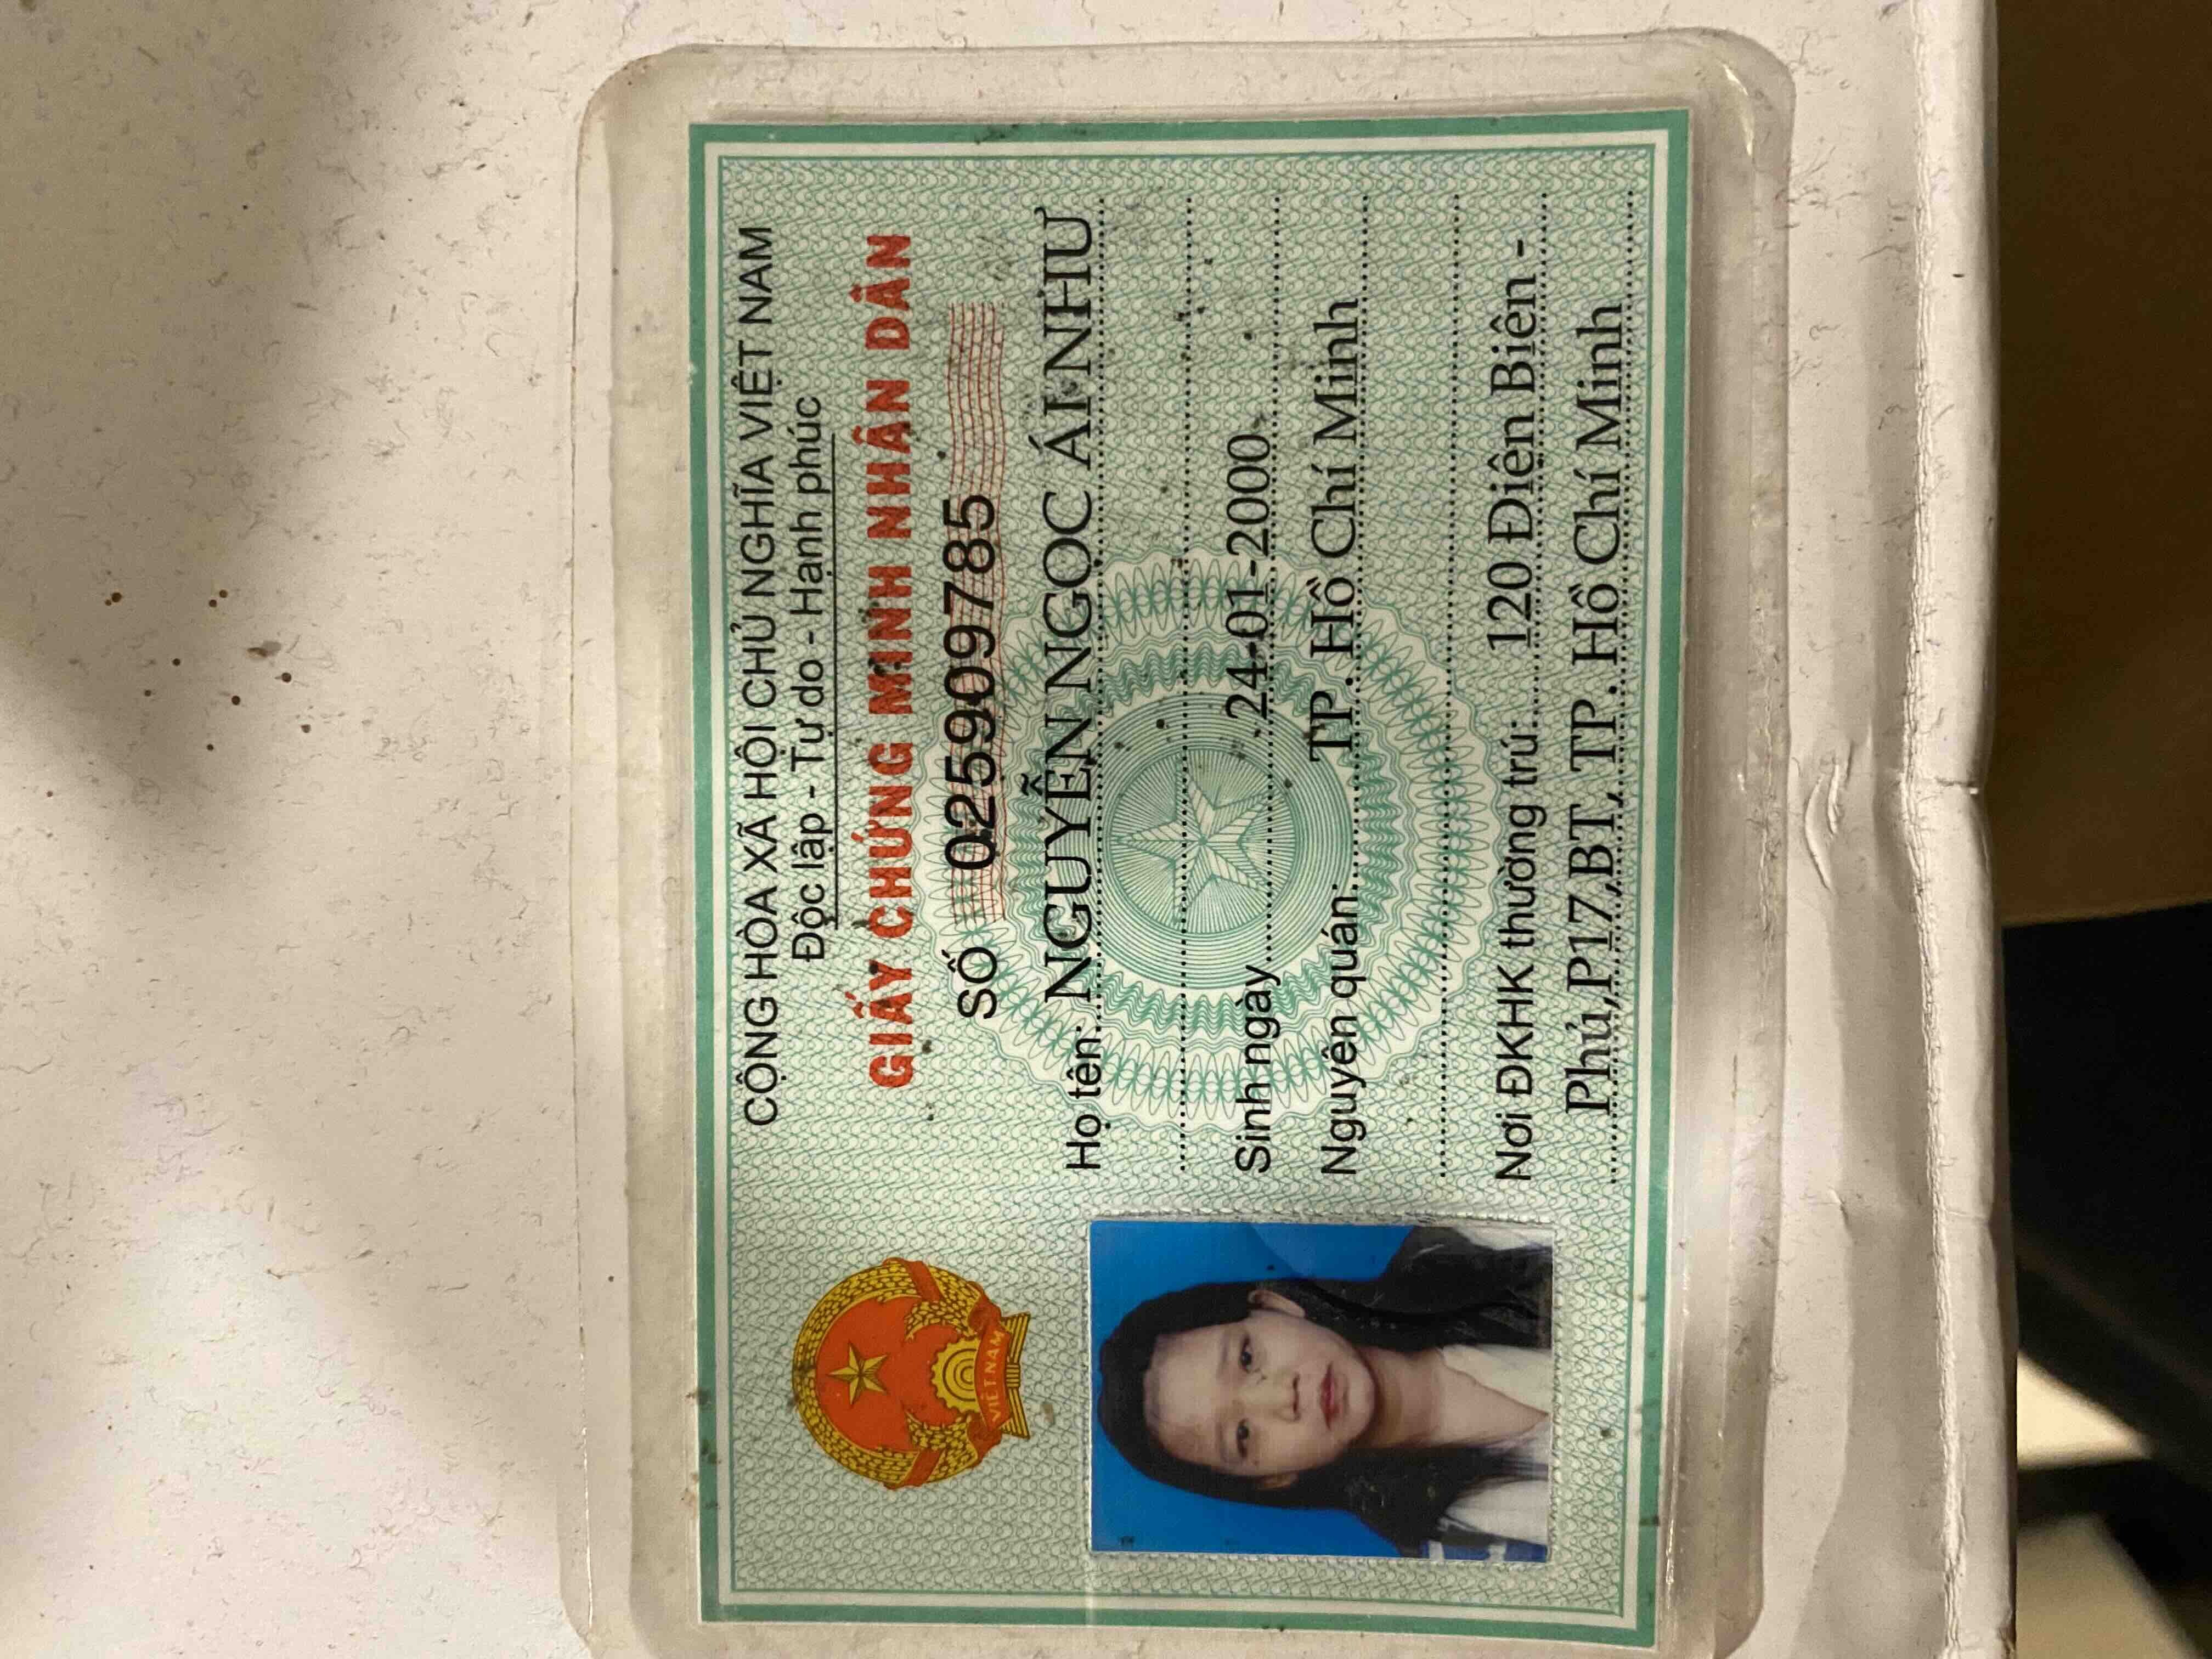 CỘNG HÒA XÃ HỘI CHỦ NGHĨA VIỆT NAM
Độc lập - Tự do - Hạnh phúc
GIẤY CHỨNG MINH NHÂN DÂN
SỐ 025909785
Họ tên: NGUYỄN NGỌC ÁI NHƯ
Sinh ngày 24-01-2000
Nguyên quán: TP. Hồ Chí Minh
Nơi ĐKHK thường trú: 120 Điện Biên -
Phủ,P17,BT, TP. Hồ Chí Minh
VIỆT NAM